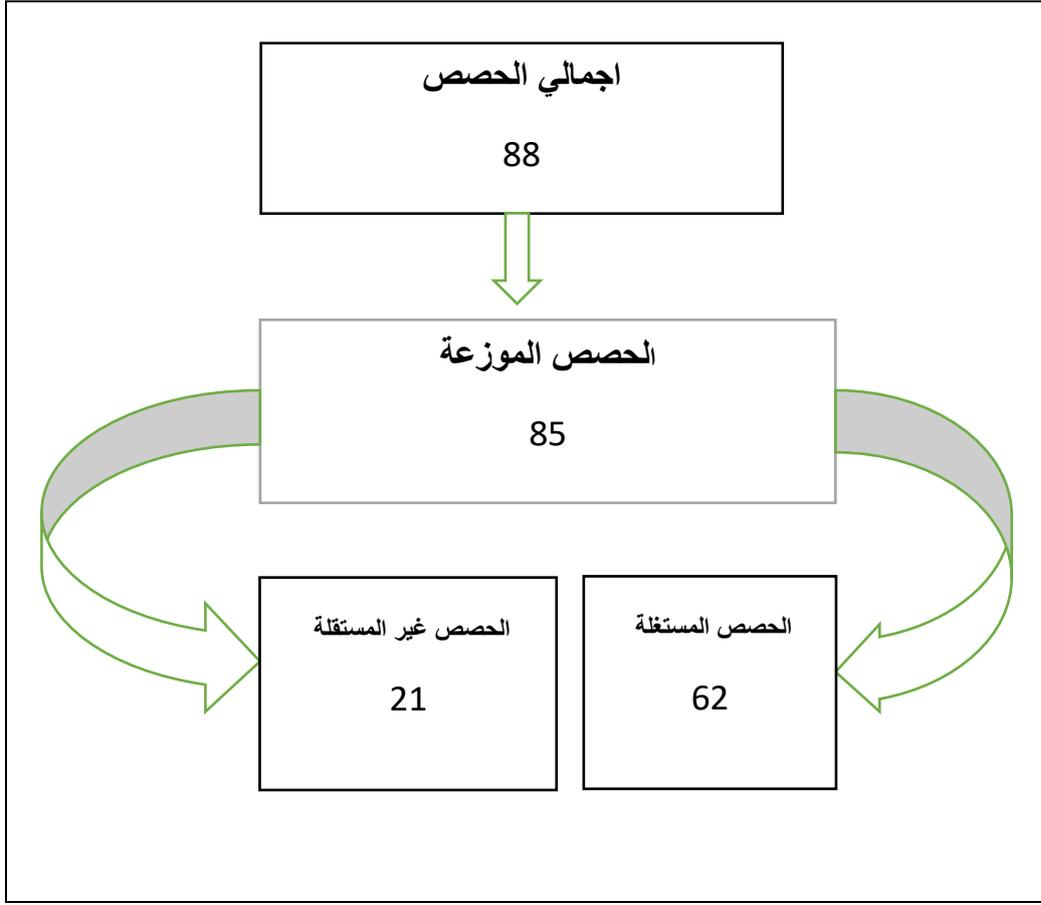 اجمالي الحصص
88
الحصص الموزعة
85
الحصص المستغلة
62
الحصص غير المستقلة
21